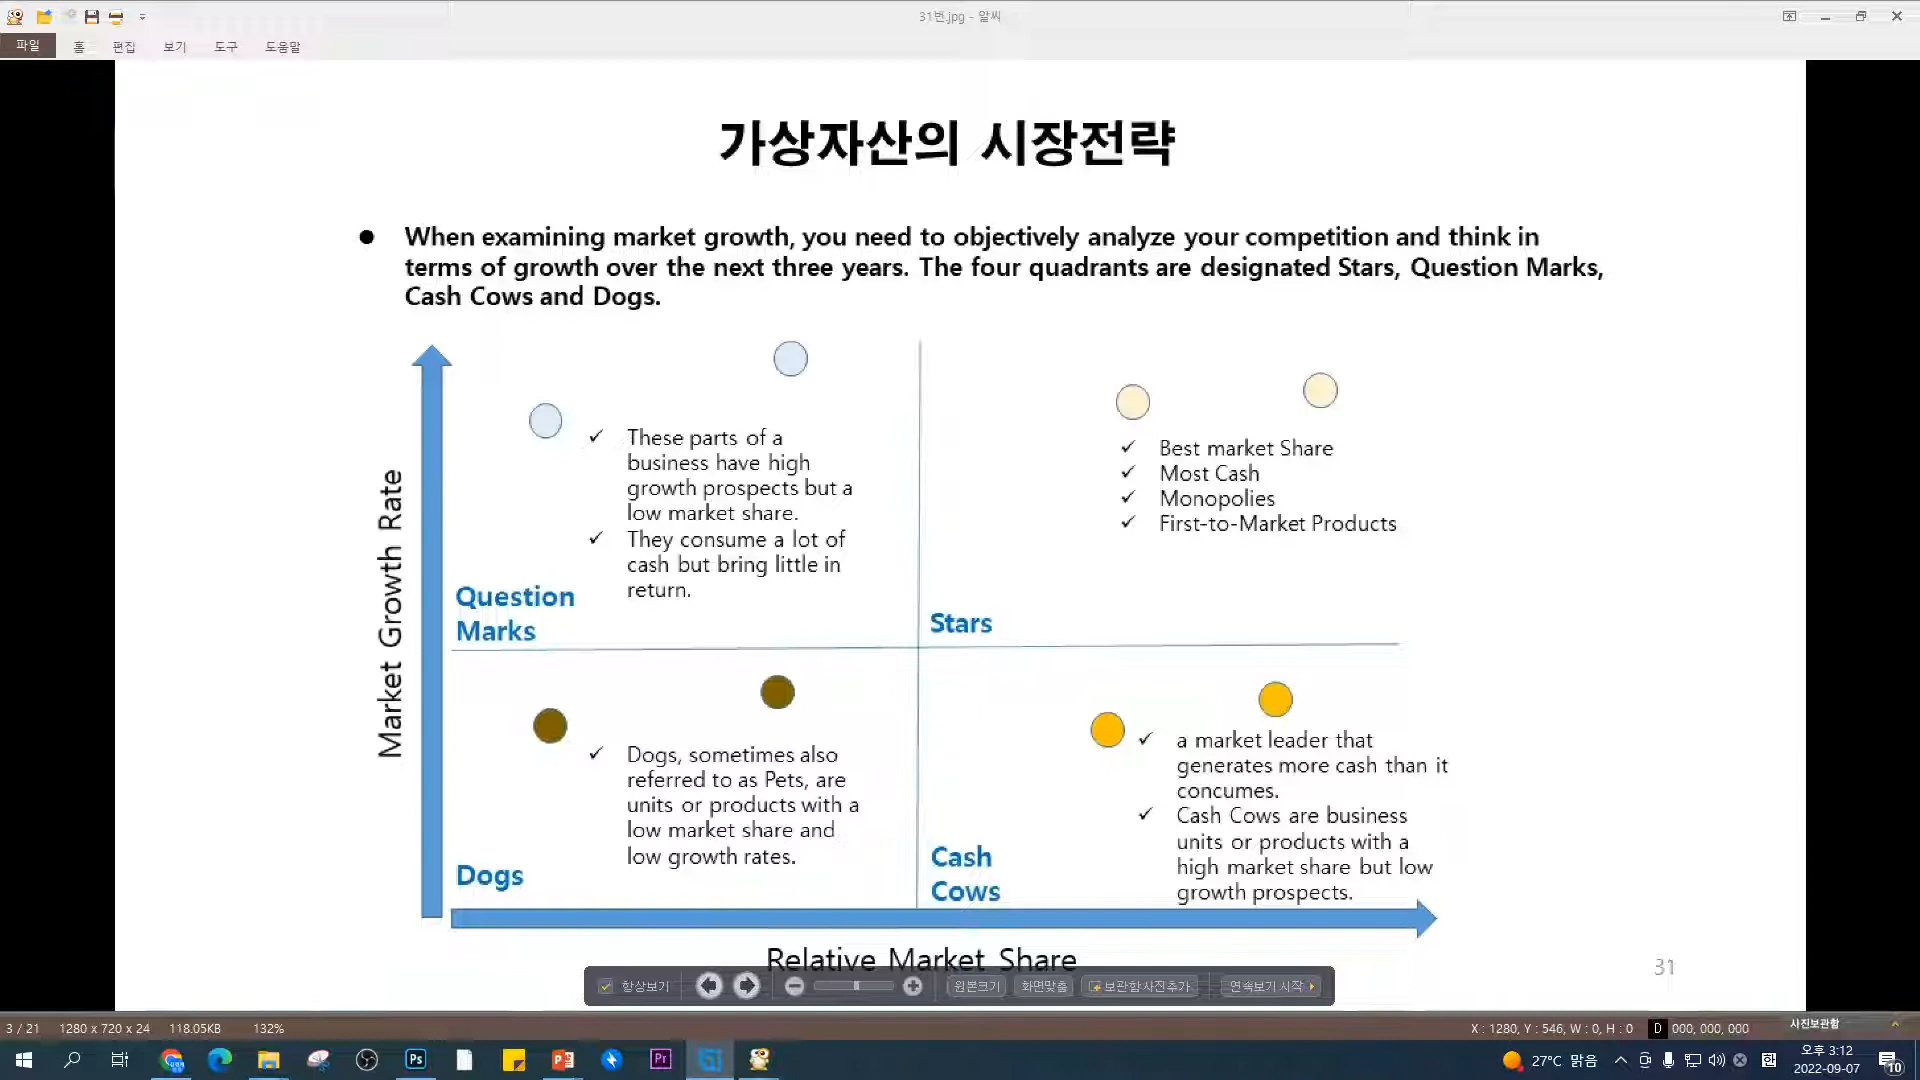 31번.jpg - 알씨
파일 홈 편집 보기 도구 도움말
가상자산의 시장전략
● When examining market growth, you need to objectively analyze your competition and think in
terms of growth over the next three years. The four quadrants are designated Stars, Question Marks,
Cash Cows and Dogs.
Market Growth Rate
✓ These parts of a
business have high
growth prospects but a
low market share.
✓ They consume a lot of
cash but bring little in
return.
Question
Marks
✓ Best market Share
✓ Most Cash
✓ Monopolies
✓ First-to-Market Products
Stars
✓ Dogs, sometimes also
referred to as Pets, are
units or products with a
low market share and
low growth rates.
Dogs
✓ a market leader that
generates more cash than it
concumes.
✓ Cash Cows are business
units or products with a
high market share but low
growth prospects.
Cash
Cows
Relative Market Share
31
항상보기 원본크기 화면맞춤 보관함사진추가 연속보기 시작
3 / 21 1280 x 720 x 24 118.05KB 132% X : 1280, Y : 546, W : 0, H : 0 D 000, 000, 000 사진보관함
Ps Pr 27°C 맑음 한 오후 3:12
2022-09-07 10